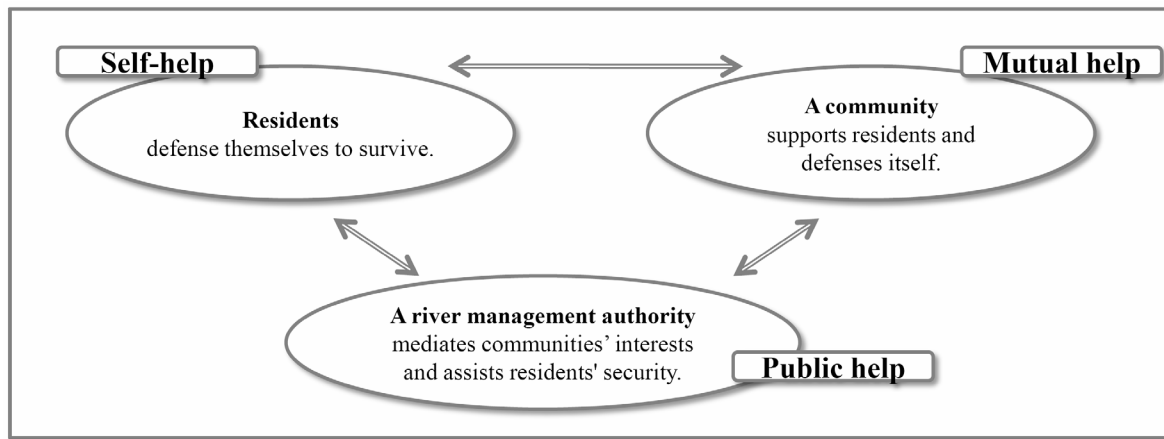 Self-help
Residents
defense themselves to survive.
Mutual help
A community
supports residents and
defenses itself.
A river management authority
mediates communities’ interests
and assists residents' security.
Public help